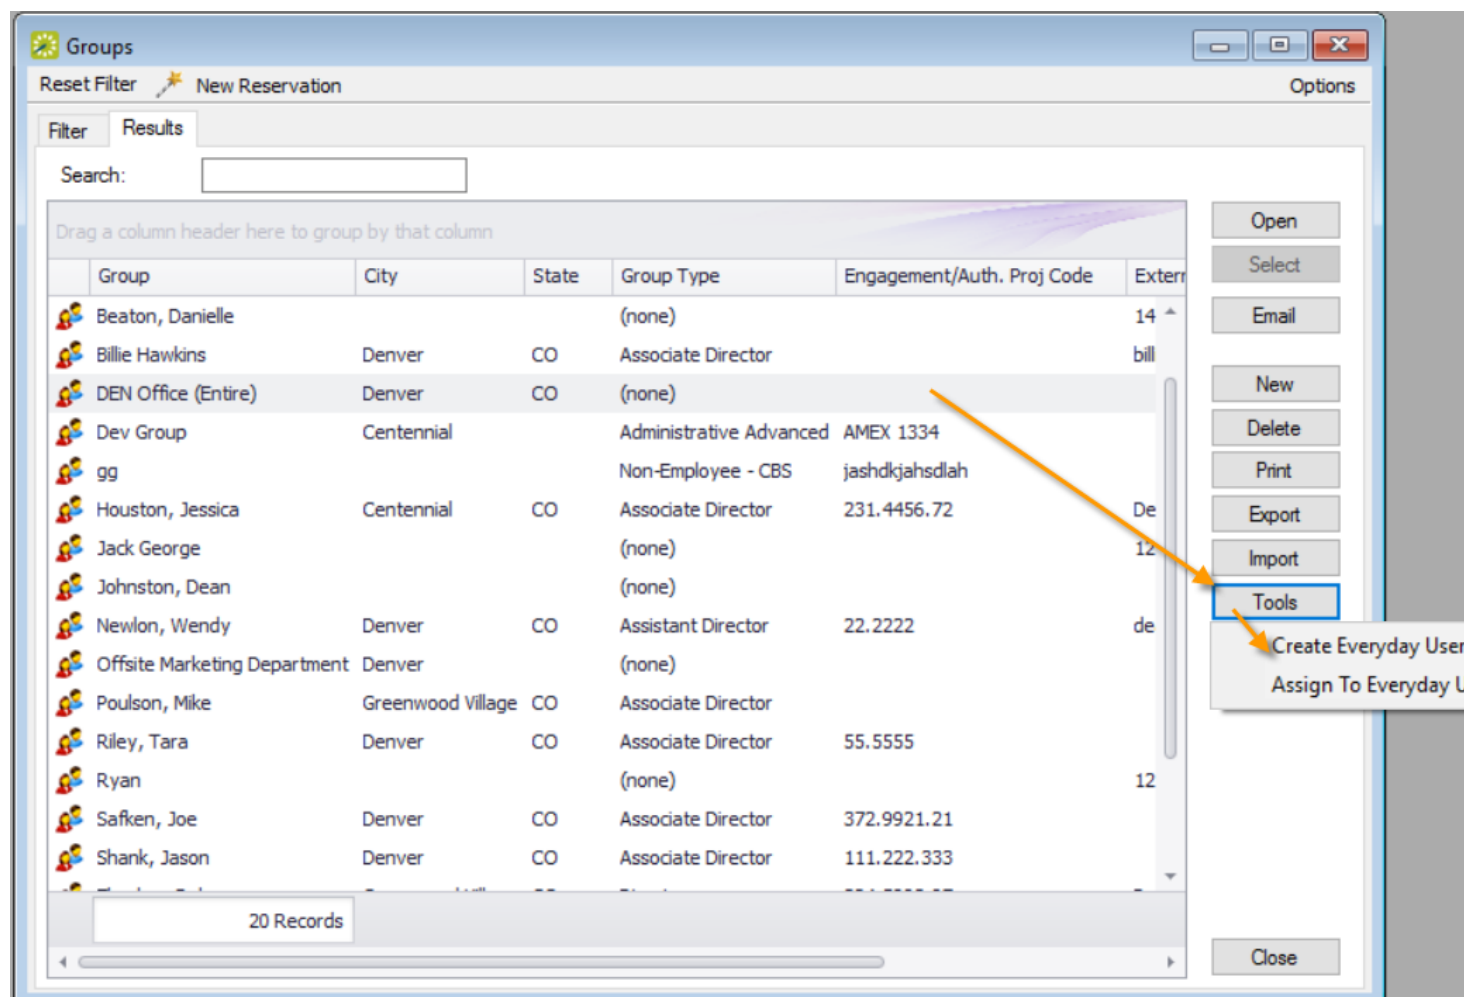 Groups
Reset Filter New Reservation Options
Filter Results
Search:
Drag a column header here to group by that column
Group City State Group Type Engagement/Auth. Proj Code Extern
Beaton, Danielle (none) 14
Billie Hawkins Denver CO Associate Director bill
DEN Office (Entire) Denver CO (none)
Dev Group Centennial Administrative Advanced AMEX 1334
gg Non-Employee - CBS jashdkjahsdlah
Houston, Jessica Centennial CO Associate Director 231.4456.72 De
Jack George (none) 12
Johnston, Dean (none)
Newlon, Wendy Denver CO Assistant Director 22.2222 de
Offsite Marketing Department Denver (none)
Poulson, Mike Greenwood Village CO Associate Director
Riley, Tara Denver CO Associate Director 55.5555
Ryan (none) 12
Safken, Joe Denver CO Associate Director 372.9921.21
Shank, Jason Denver CO Associate Director 111.222.333
20 Records
Open
Select
Email
New
Delete
Print
Export
Import
Tools
Create Everyday User
Assign To Everyday U
Close